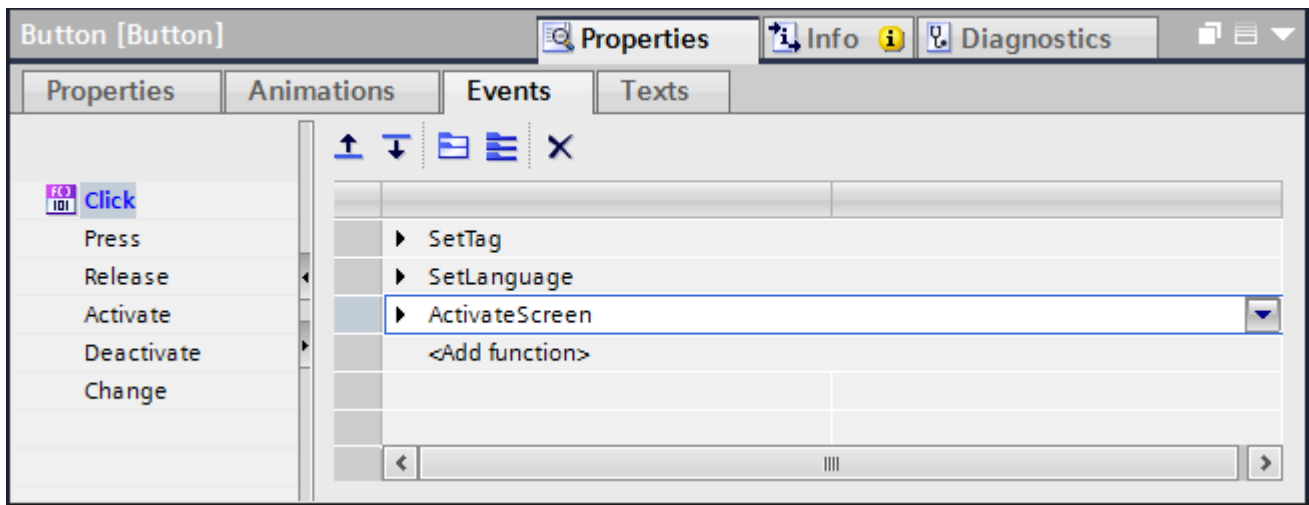 Button [Button]
Properties
Info
Diagnostics
Properties
Animations
Events
Texts
Click
Press
Release
Activate
Deactivate
Change
SetTag
SetLanguage
ActivateScreen
<Add function>